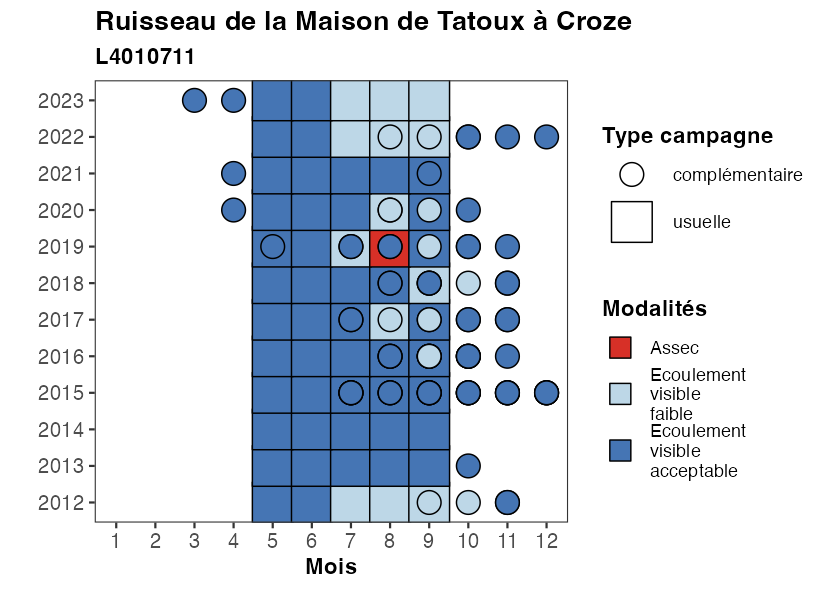 Ruisseau de la Maison de Tatoux à Croze
L4010711
2023
2022
2021
2020
2019
2018
2017
2016
2015
2014
2013
2012
1 2 3 4 5 6 7 8 9 10 11 12
Mois
Type campagne
complémentaire
usuelle
Modalités
Assec
Ecoulement
visible
faible
Ecoulement
visible
acceptable